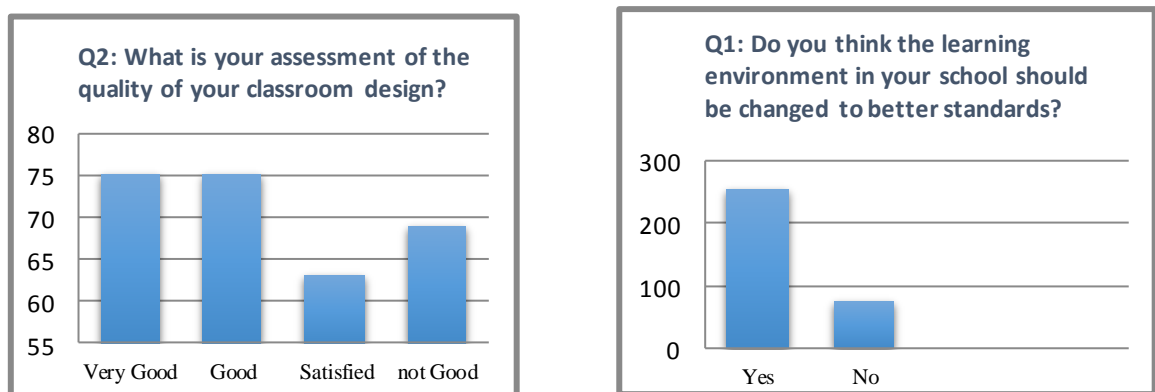 Q2: What is your assessment of the
quality of your classroom design?
80
75
70
65
60
55
Very Good Good Satisfied not Good
Q1: Do you think the learning
environment in your school should
be changed to better standards?
300
200
100
0
Yes No